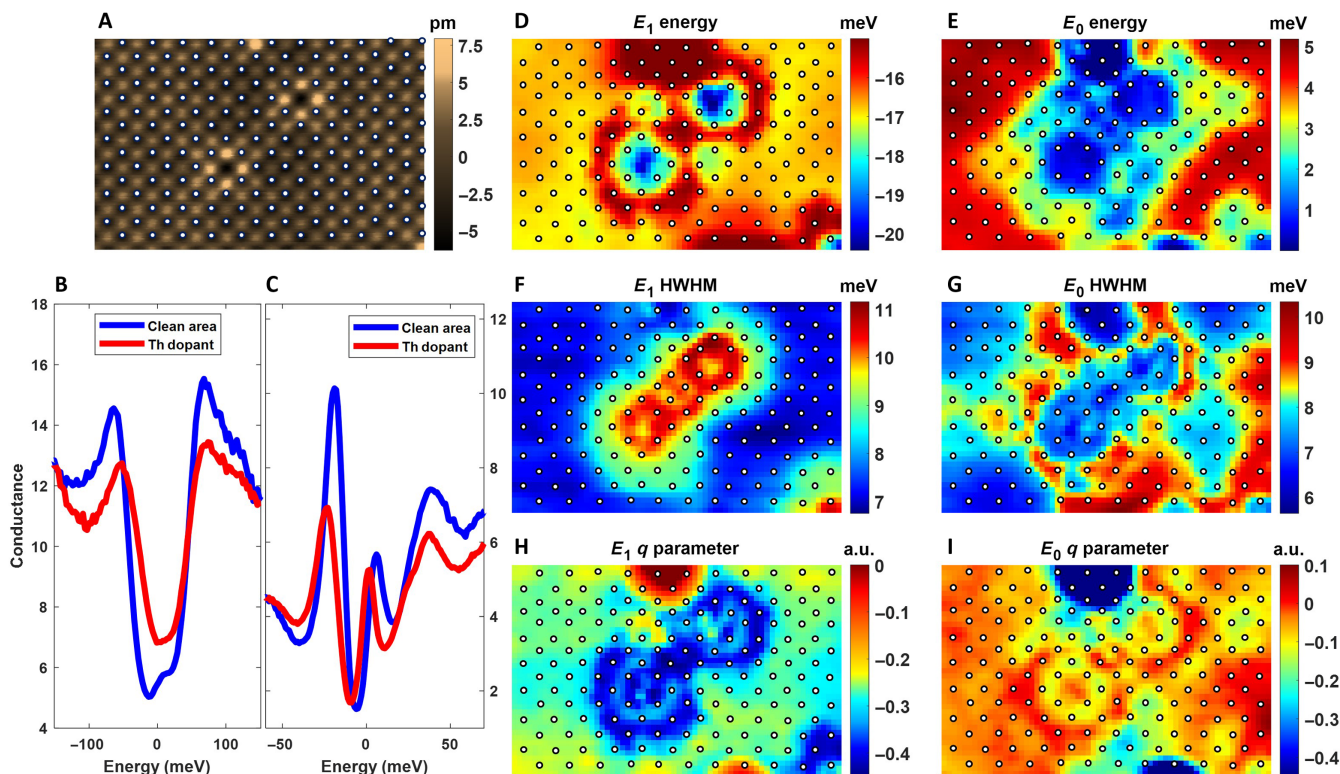 A
pm
7.5
5
2.5
0
−2.5
−5
D
E1 energy
meV
−16
−17
−18
−19
−20
E
E0 energy
meV
5
4
3
2
1
B
18
16
14
12
10
8
6
4
Conductance
Clean area
Th dopant
−100
0
100
Energy (meV)
C
Clean area
Th dopant
12
10
8
6
4
2
−50
0
50
Energy (meV)
F
E1 HWHM
meV
11
10
9
8
7
G
E0 HWHM
meV
10
9
8
7
6
H
E1 q parameter
a.u.
0
−0.1
−0.2
−0.3
−0.4
I
E0 q parameter
a.u.
0.1
0
−0.1
−0.2
−0.3
−0.4